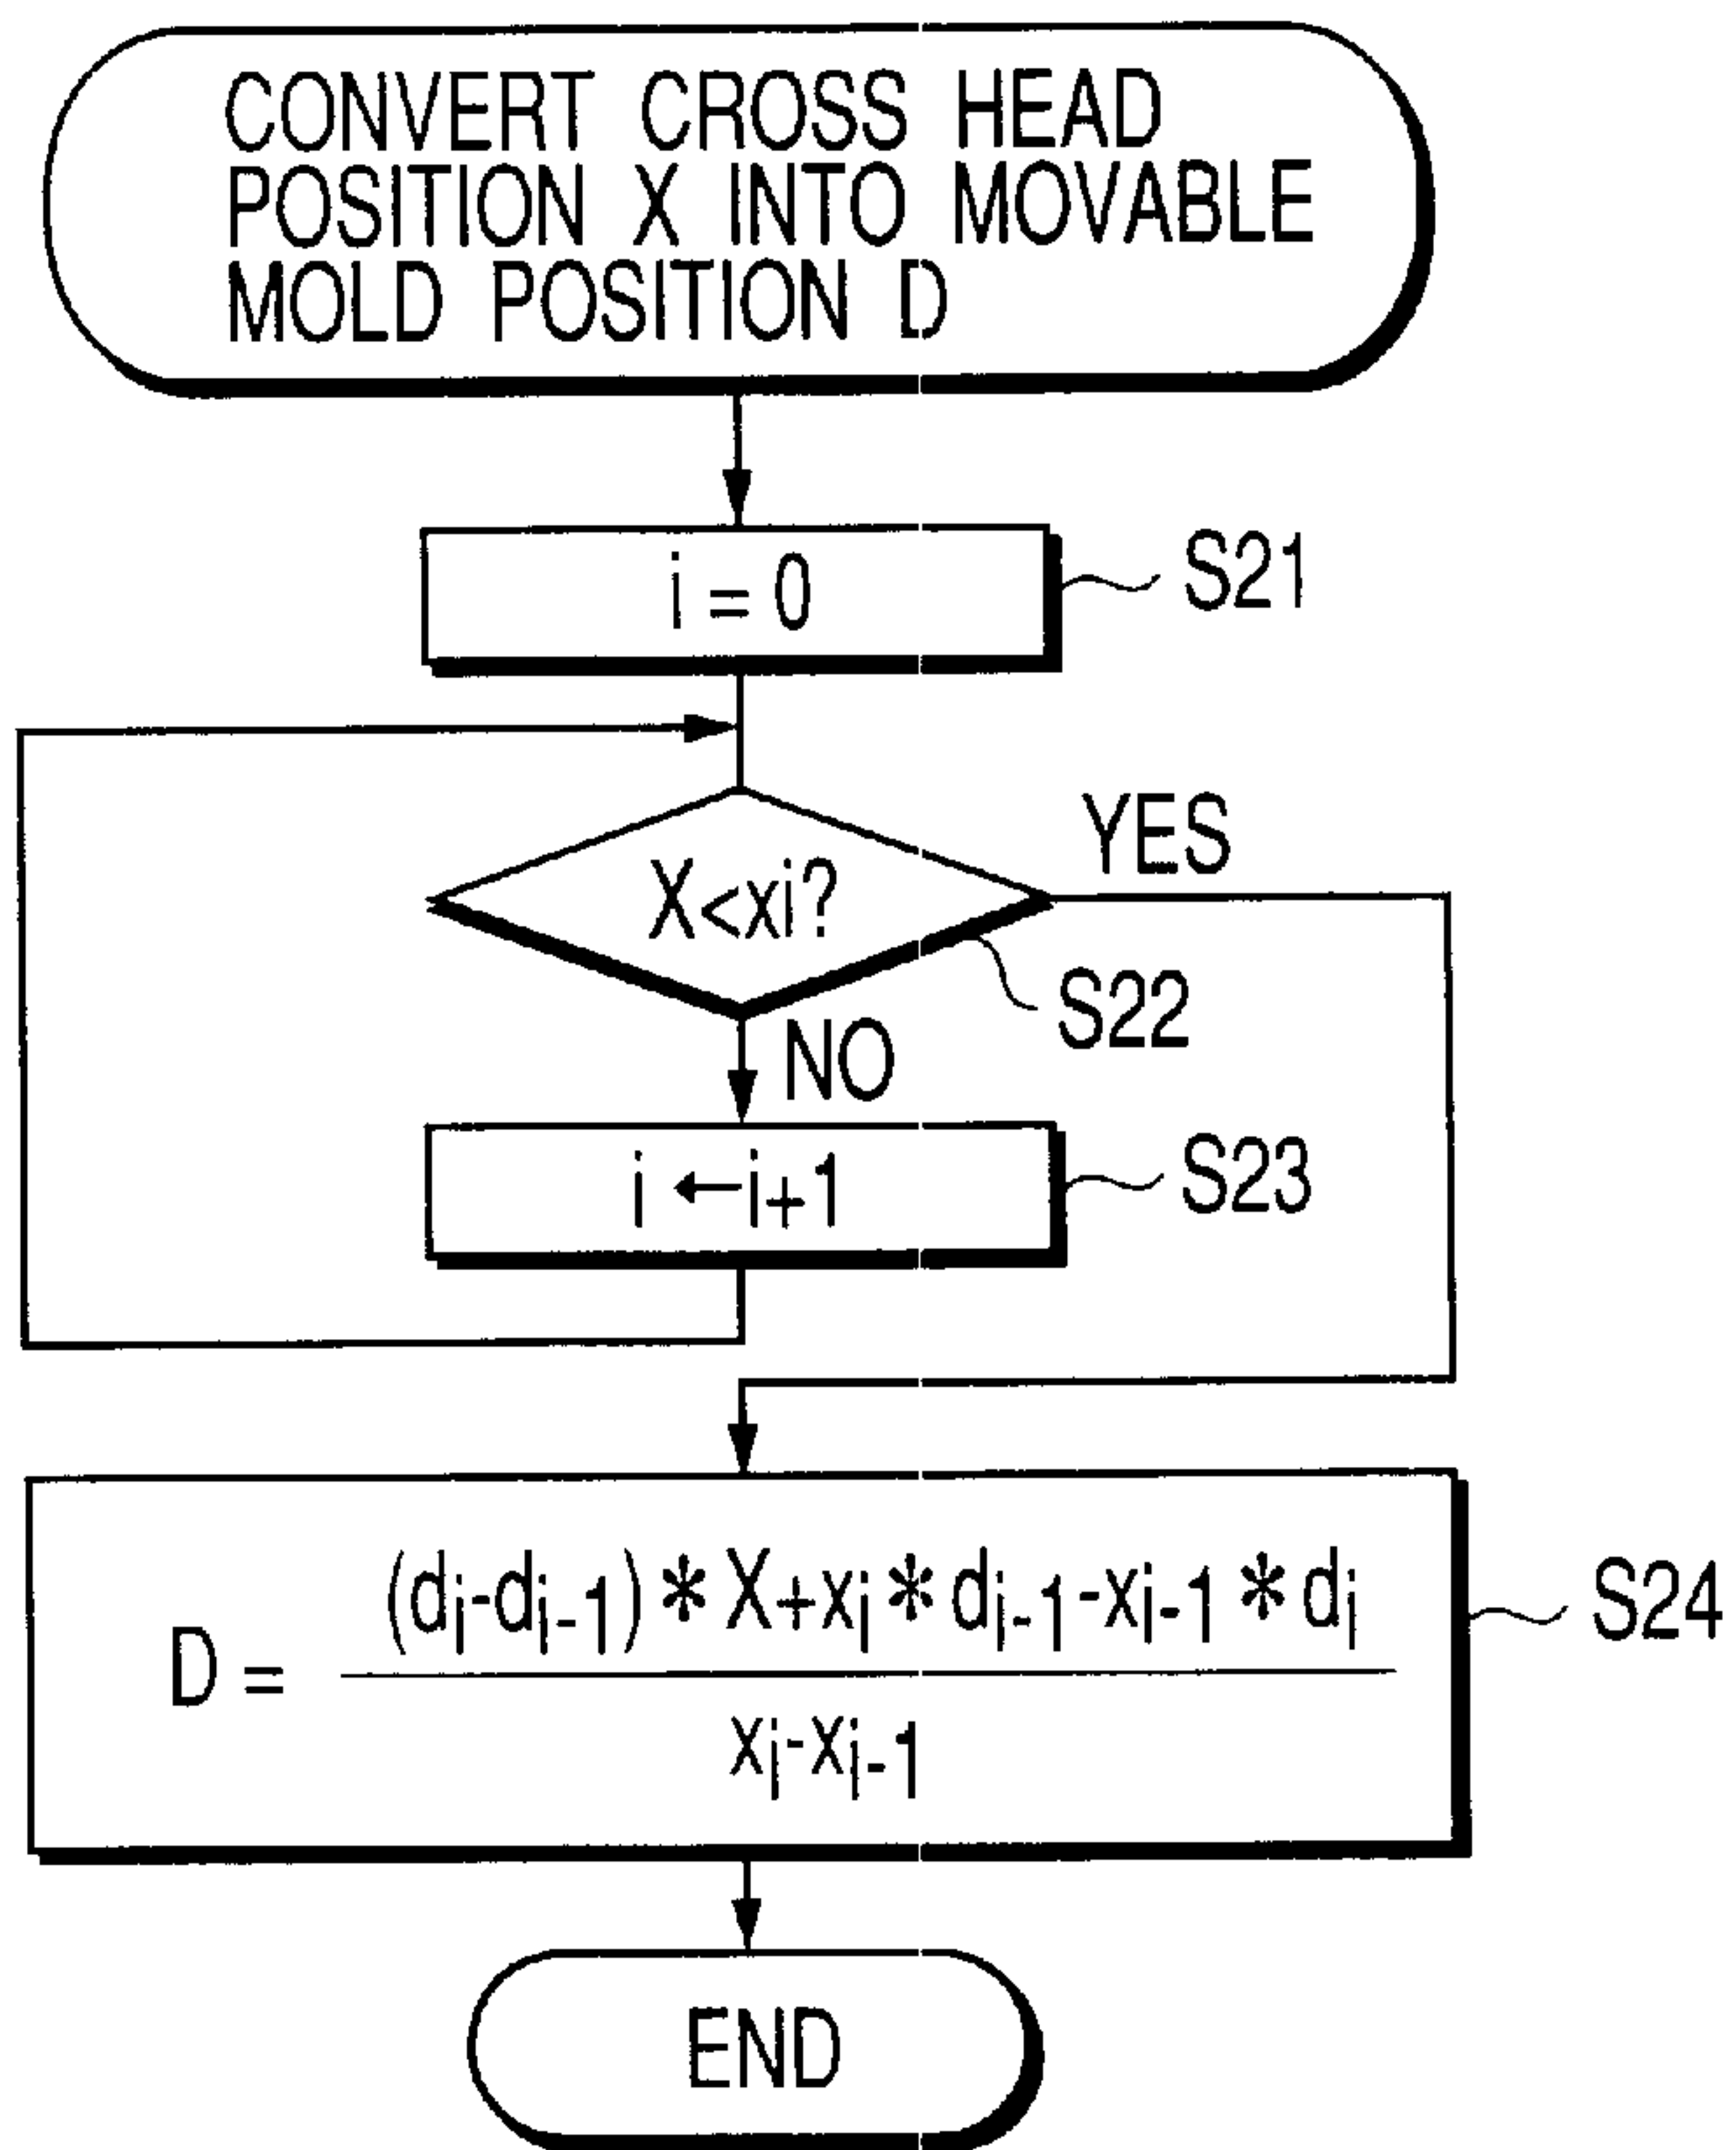 CONVERT CROSS HEAD
POSITION X INTO MOVABLE
MOLD POSITION D
i = 0
S21
X<xi?
YES
S22
NO
i ←i+1
S23
D = (di-di-1)*X+xi*di-1-xi-1*di
xi-xi-1
S24
END